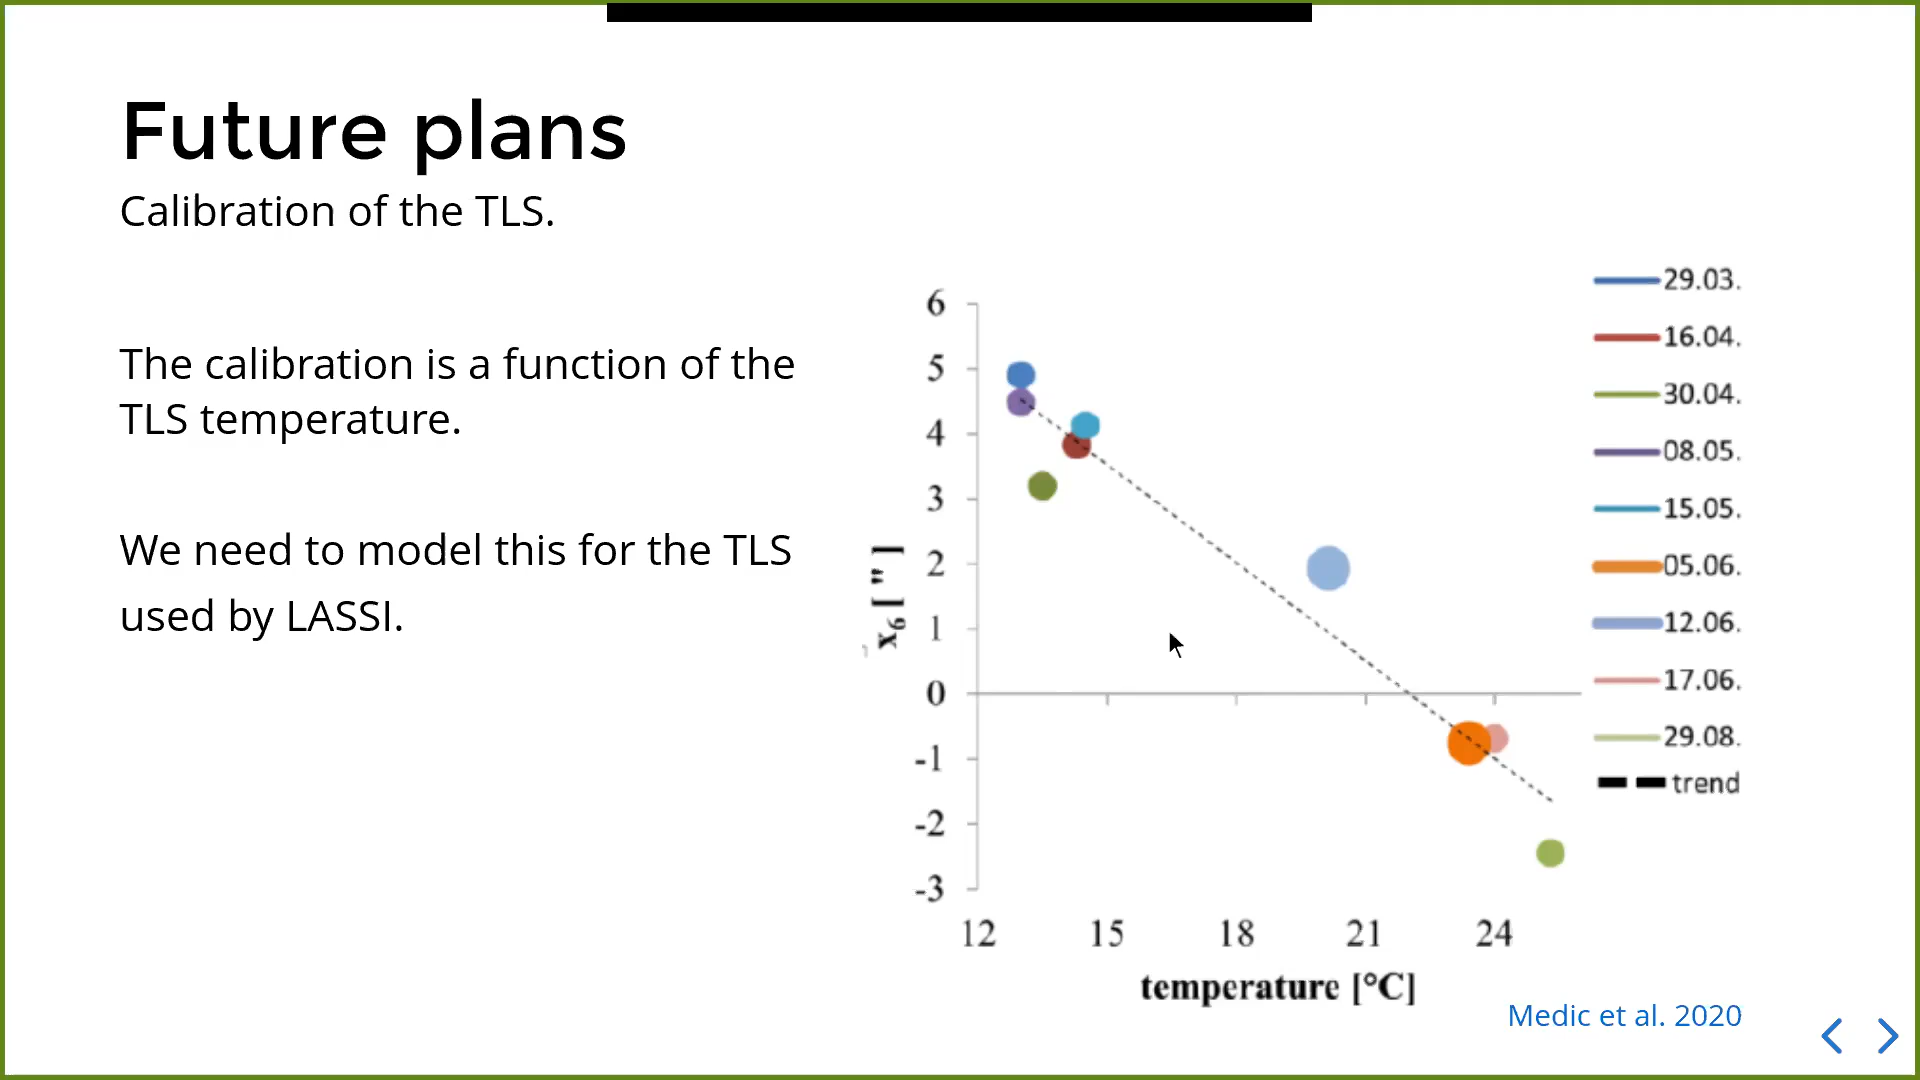 Future plans
Calibration of the TLS.
The calibration is a function of the
TLS temperature.
We need to model this for the TLS
used by LASSI.
6
5
4
3
2
1
0
-1
-2
-3
x6 [ " ]
12 15 18 21 24
temperature [°C]
29.03.
16.04.
30.04.
08.05.
15.05.
05.06.
12.06.
17.06.
29.08.
trend
Medic et al. 2020